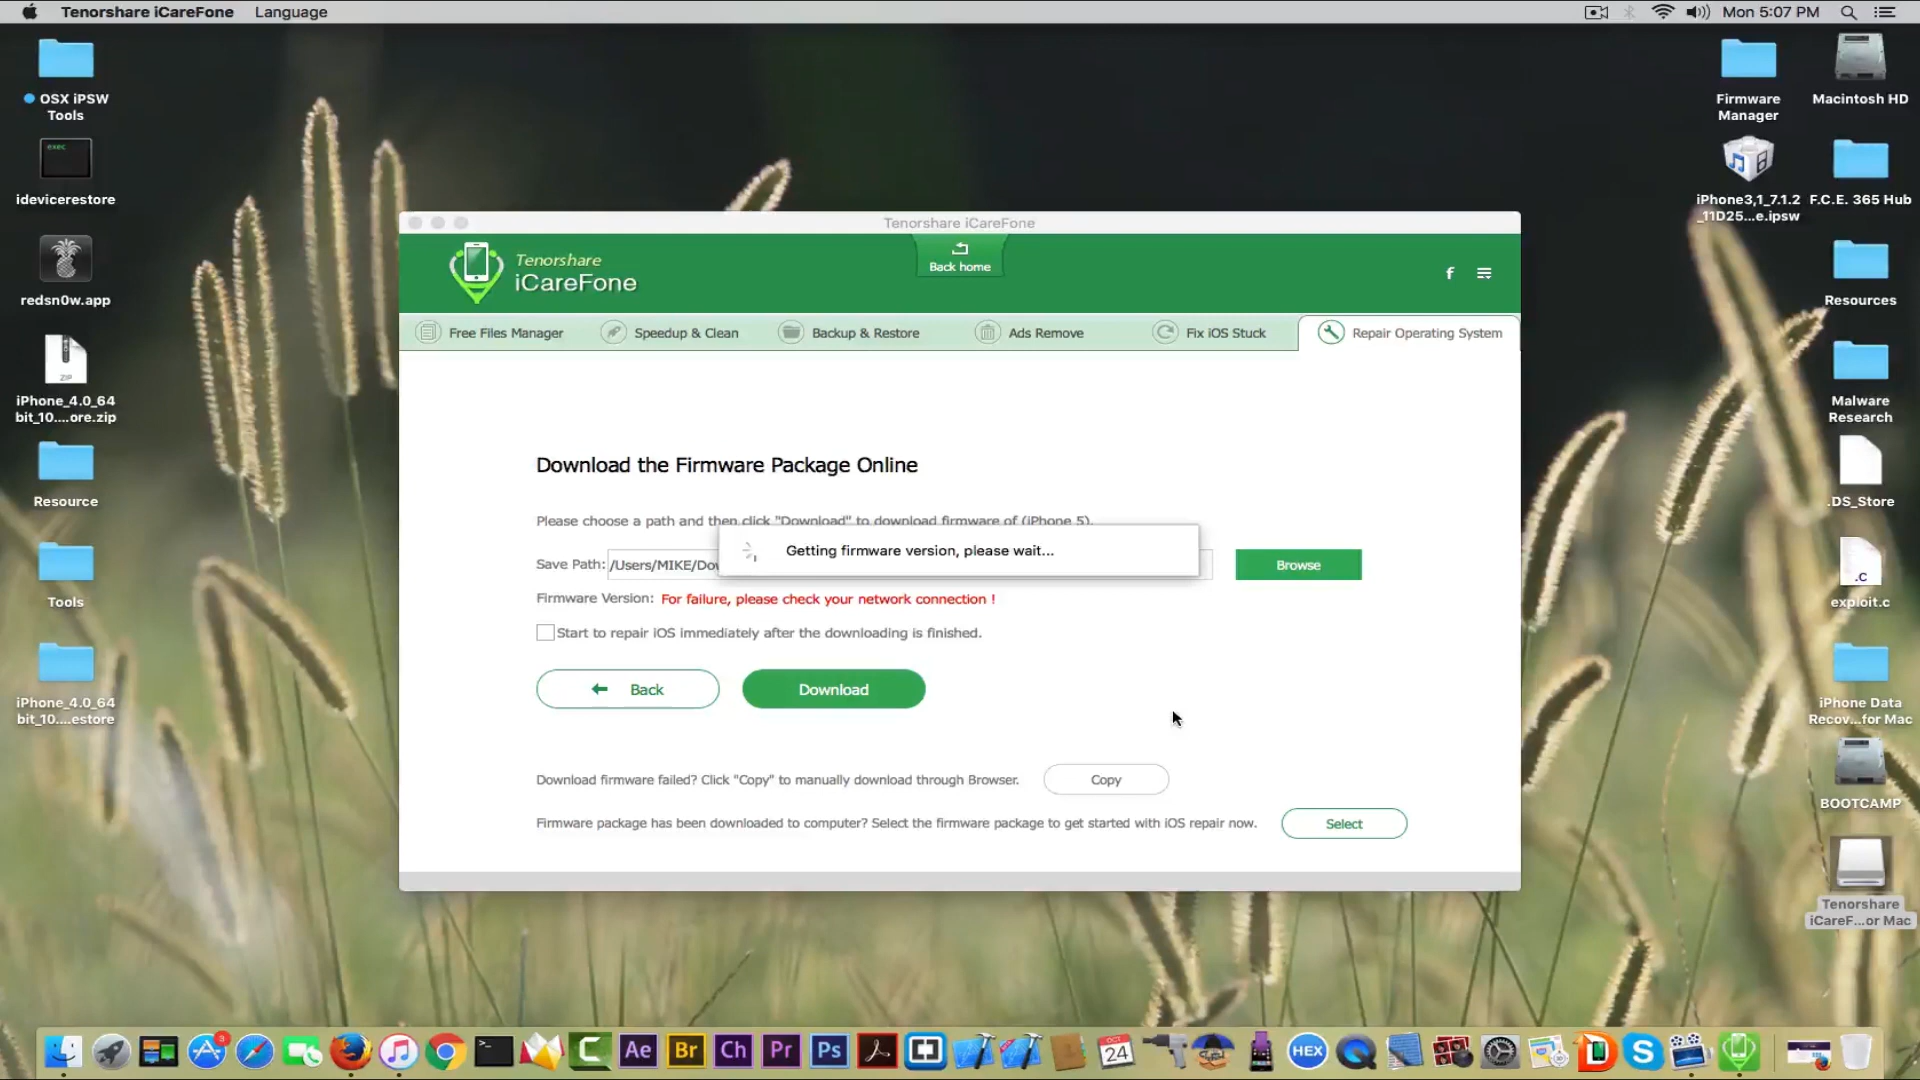 Tenorshare iCareFone Language
Mon 5:07 PM
OSX iPSW
Tools
exec
idevicerestore
redsn0w.app
ZIP
iPhone_4.0_64
bit_10....ore.zip
Resource
Tools
iPhone_4.0_64
bit_10....estore
Firmware
Manager
Macintosh HD
iPhone3,1_7.1.2
_11D25...e.ipsw
F.C.E. 365 Hub
Resources
Malware
Research
.DS_Store
.C
exploit.c
iPhone Data
Recov...for Mac
BOOTCAMP
Tenorshare
iCareF...or Mac
Tenorshare iCareFone
Tenorshare
iCareFone
Back home
f
Free Files Manager
Speedup & Clean
Backup & Restore
Ads Remove
Fix iOS Stuck
Repair Operating System
Download the Firmware Package Online
Please choose a path and then click "Download" to download firmware of (iPhone 5).
Getting firmware version, please wait...
Save Path: /Users/MIKE/Dow
Browse
Firmware Version: For failure, please check your network connection !
Start to repair iOS immediately after the downloading is finished.
Back
Download
Download firmware failed? Click "Copy" to manually download through Browser.
Copy
Firmware package has been downloaded to computer? Select the firmware package to get started with iOS repair now.
Select
3
Ae
Br
Ch
Pr
Ps
OCT
24
HEX
D
S